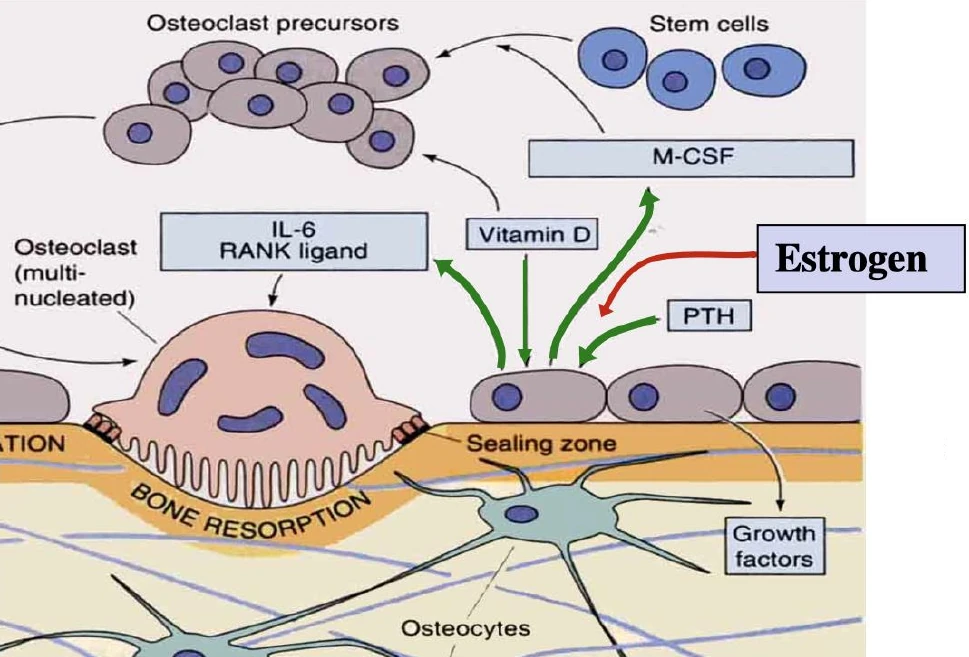 Osteoclast precursors
Stem cells
M-CSF
IL-6
RANK ligand
Vitamin D
Estrogen
Osteoclast
(multi-
nucleated)
PTH
ATION
Sealing zone
BONE RESORPTION
Growth
factors
Osteocytes